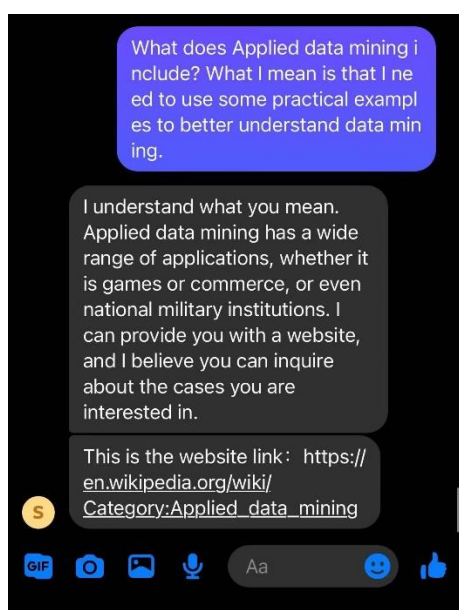 What does Applied data mining i
nclude? What I mean is that I ne
ed to use some practical exampl
es to better understand data min
ing.
I understand what you mean.
Applied data mining has a wide
range of applications, whether it
is games or commerce, or even
national military institutions. I
can provide you with a website,
and I believe you can inquire
about the cases you are
interested in.
This is the website link：https://
en.wikipedia.org/wiki/
Category:Applied_data_mining
S
GIF
Aa